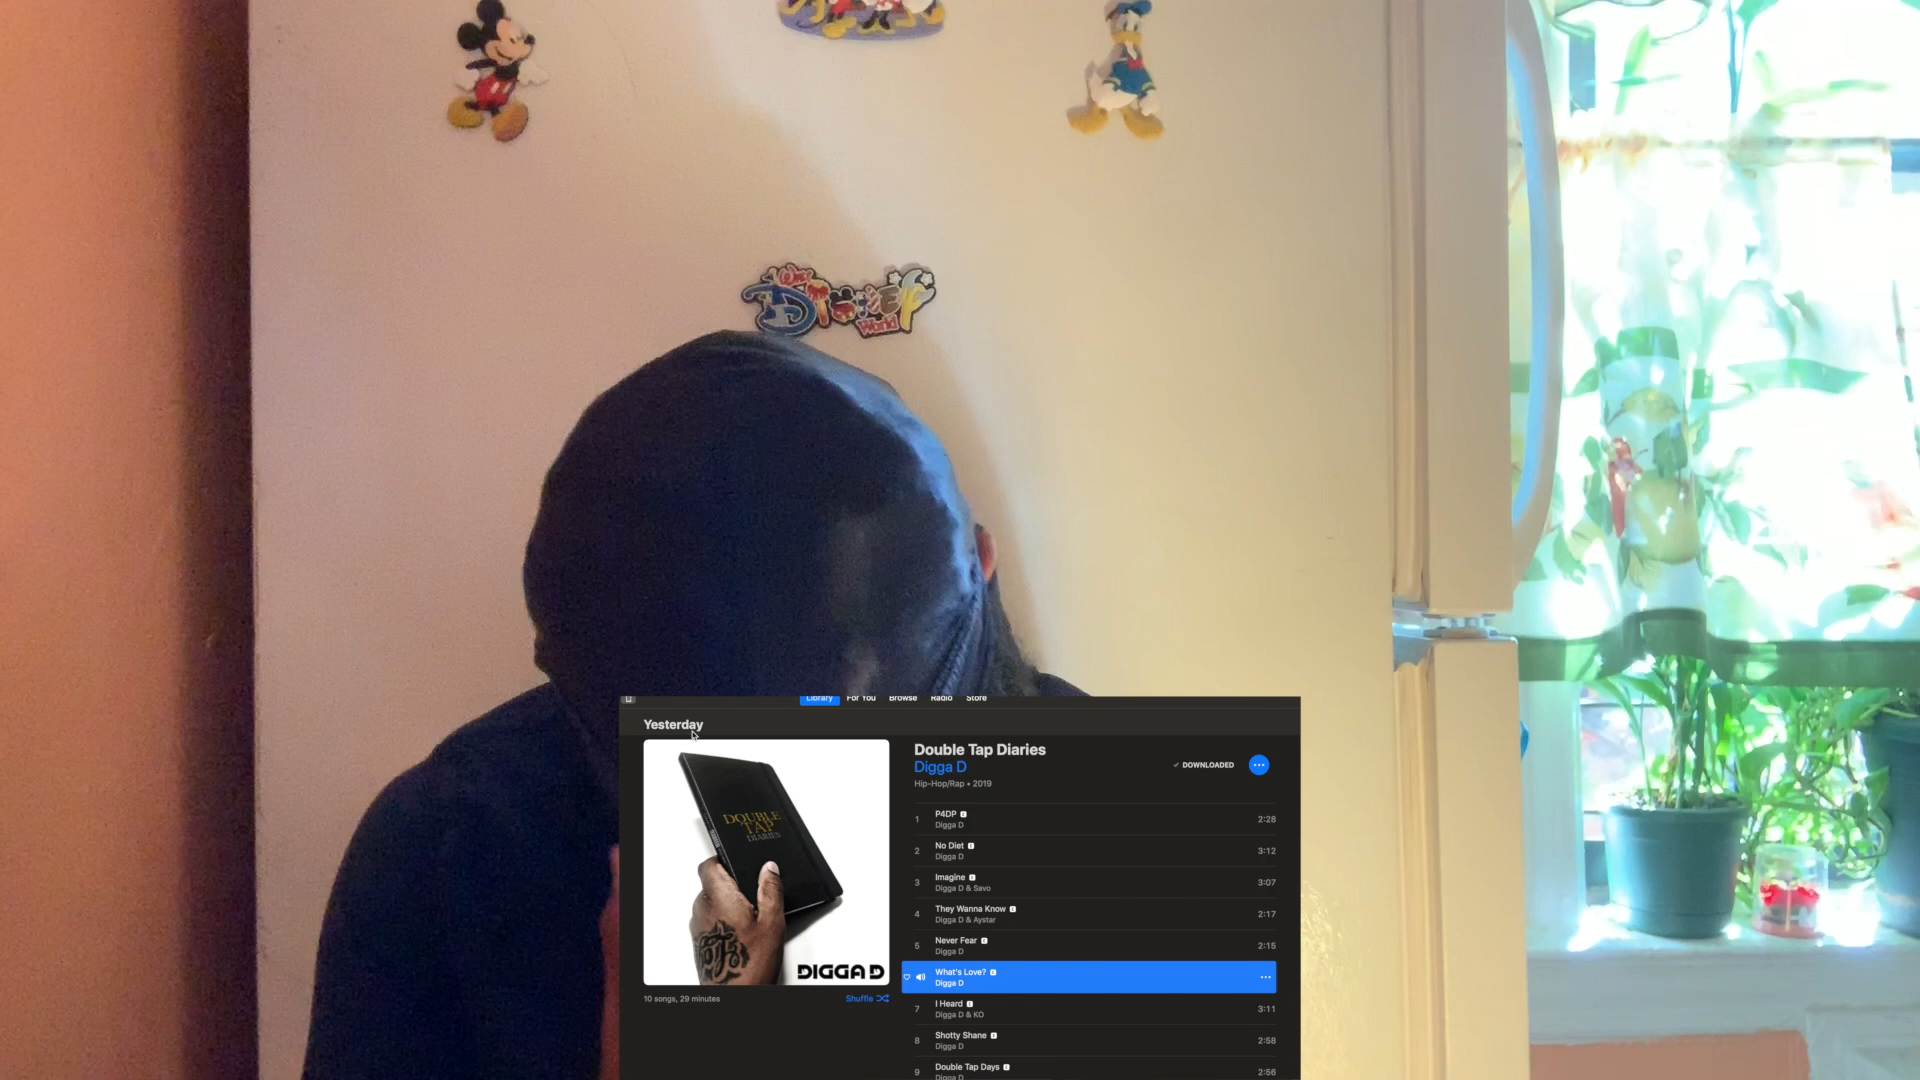 Walt
Disney
World
Library For You Browse Radio Store
Yesterday
DOUBLE
TAP
DIARIES
DIGGA D
10 songs, 29 minutes
Shuffle
Double Tap Diaries
Digga D
Hip-Hop/Rap • 2019
✓ DOWNLOADED
1 P4DP E 2:28
Digga D
2 No Diet E 3:12
Digga D
3 Imagine E 3:07
Digga D & Savo
4 They Wanna Know E 2:17
Digga D & Aystar
5 Never Fear E 2:15
Digga D
What's Love? E
Digga D
7 I Heard E 3:11
Digga D & KO
8 Shotty Shane E 2:58
Digga D
9 Double Tap Days E 2:56
Digga D